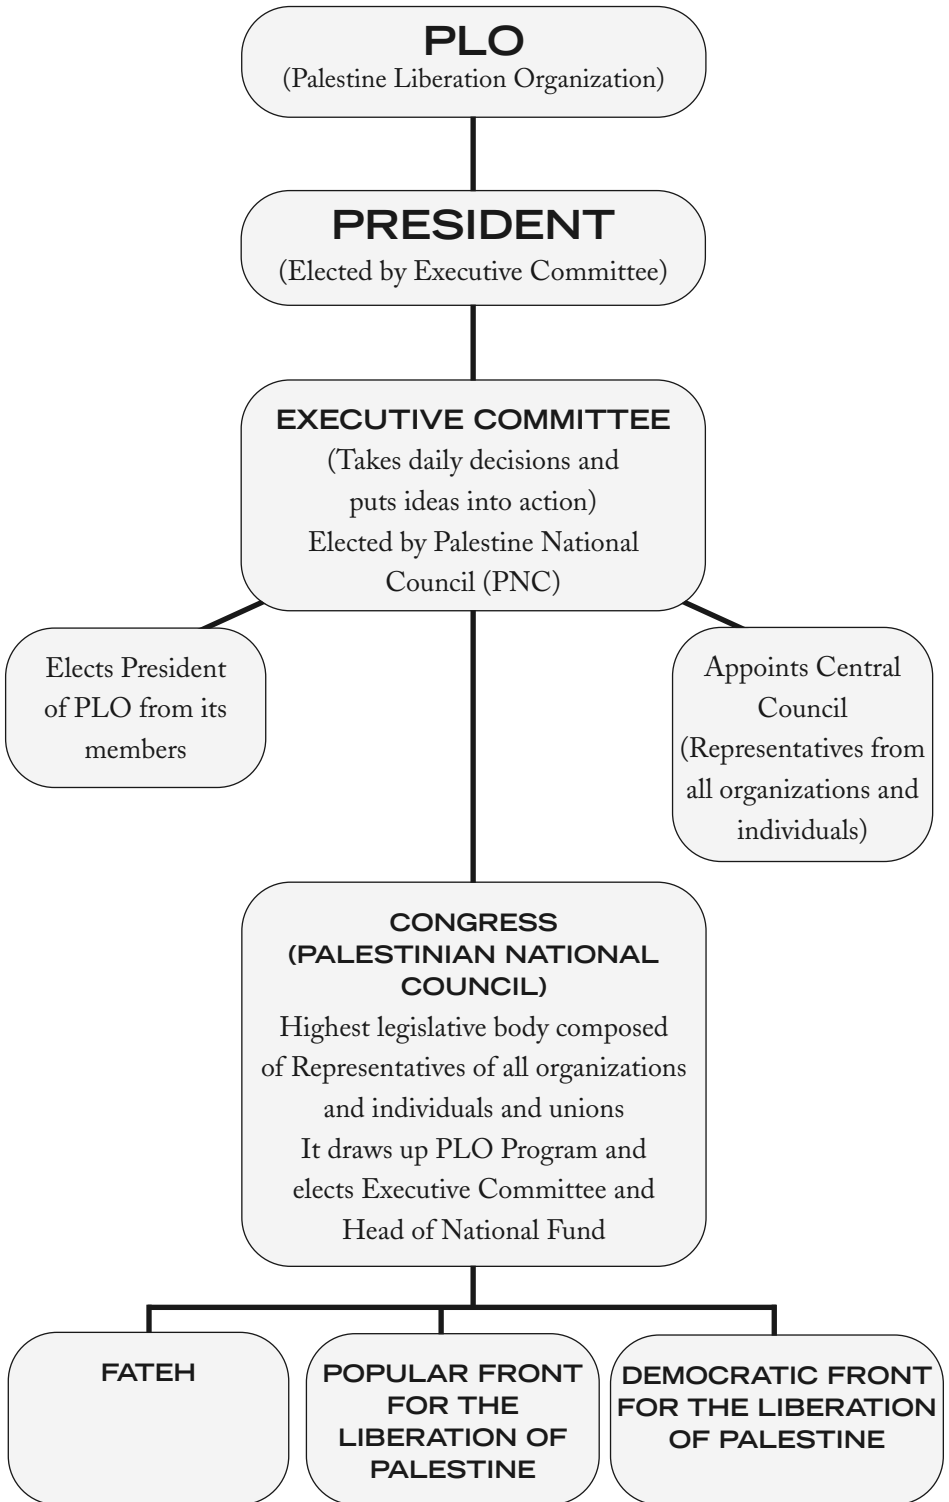 PLO
(Palestine Liberation Organization)
PRESIDENT
(Elected by Executive Committee)
EXECUTIVE COMMITTEE
(Takes daily decisions and
puts ideas into action)
Elected by Palestine National
Council (PNC)
Elects President
of PLO from its
members
Appoints Central
Council
(Representatives from
all organizations and
individuals)
CONGRESS
(PALESTINIAN NATIONAL
COUNCIL)
Highest legislative body composed
of Representatives of all organizations
and individuals and unions
It draws up PLO Program and
elects Executive Committee and
Head of National Fund
FATEH
POPULAR FRONT
FOR THE
LIBERATION OF
PALESTINE
DEMOCRATIC FRONT
FOR THE LIBERATION
OF PALESTINE